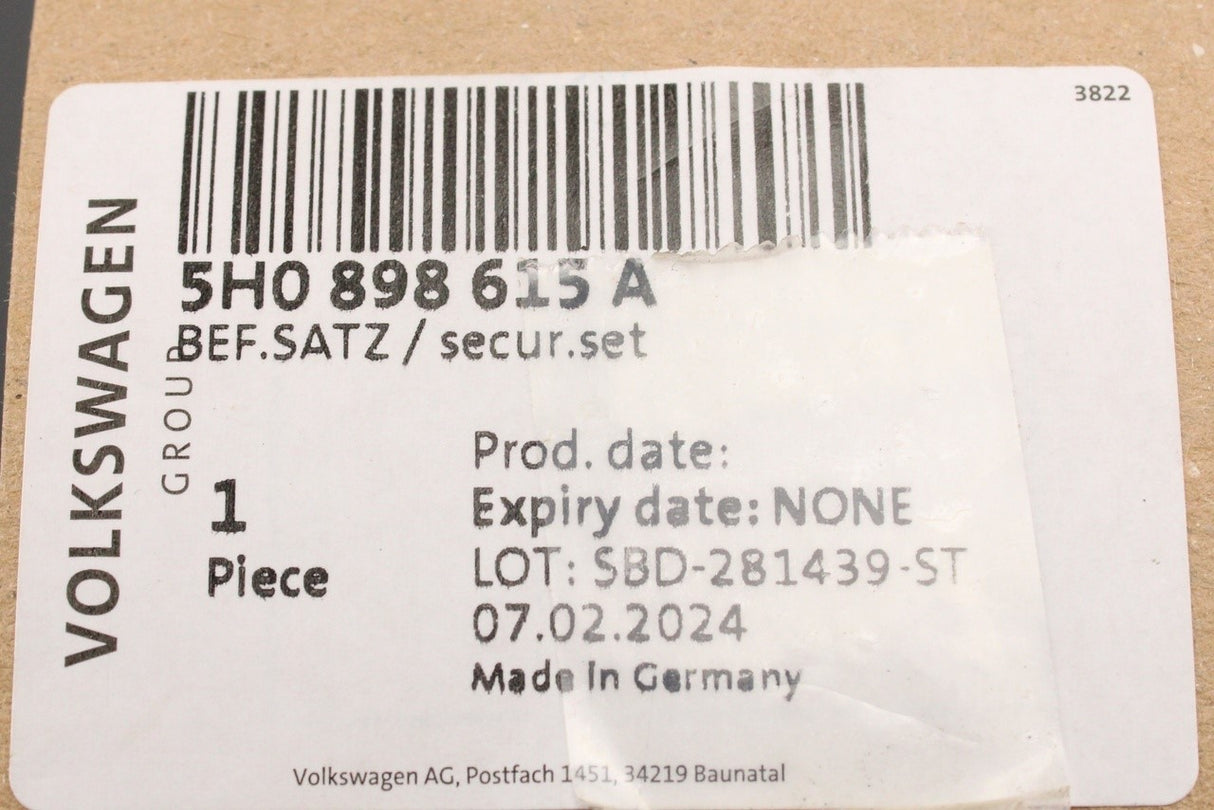 3822
VOLKSWAGEN
GROUP
5H0 898 615 A
BEF.SATZ / secur.set
1
Piece
Prod. date:
Expiry date: NONE
LOT: SBD-281439-ST
07.02.2024
Made in Germany
Volkswagen AG, Postfach 1451, 34219 Baunatal